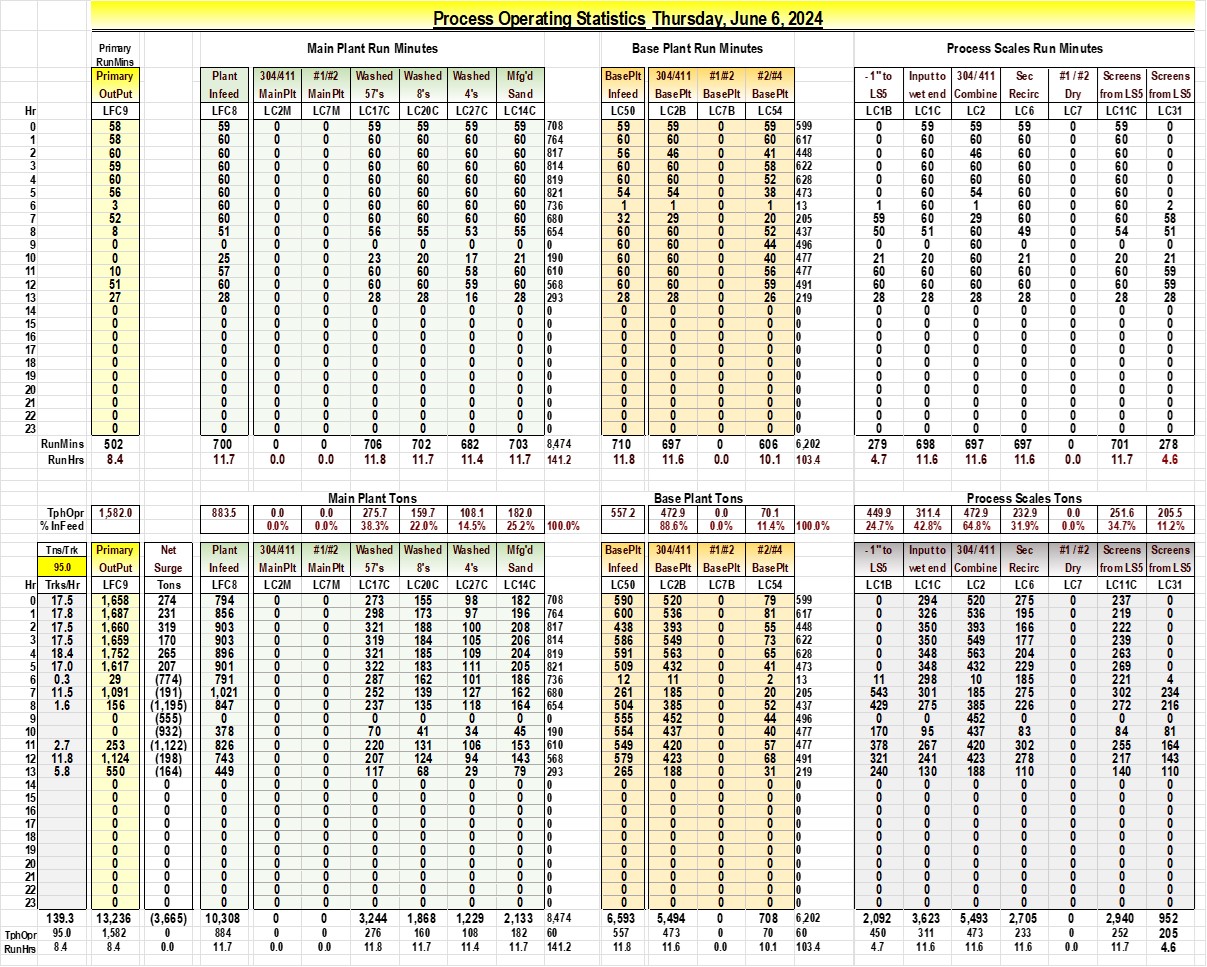 Process Operating Statistics Thursday, June 6, 2024
Primary Main Plant Run Minutes Base Plant Run Minutes Process Scales Run Minutes
RunMins
Primary Plant 304/411 #1/#2 Washed Washed Washed Mfg'd BasePlt 304/411 #1/#2 #2/#4 - 1" to Input to 304/ 411 Sec #1 / #2 Screens Screens
OutPut Infeed MainPlt MainPlt 57's 8's 4's Sand Infeed BasePlt BasePlt BasePlt LS5 wet end Combine Recirc Dry from LS5 from LS5
Hr LFC9 LFC8 LC2M LC7M LC17C LC20C LC27C LC14C LC50 LC2B LC7B LC54 LC1B LC1C LC2 LC6 LC7 LC11C LC31
0 58 59 0 0 59 59 59 59 708 59 59 0 59 599 0 59 59 59 0 59 0
1 58 60 0 0 60 60 60 60 764 60 60 0 60 617 0 60 60 60 0 60 0
2 60 60 0 0 60 60 60 60 817 56 46 0 41 448 0 60 46 60 0 60 0
3 59 60 0 0 60 60 60 60 814 60 60 0 58 622 0 60 60 60 0 60 0
4 60 60 0 0 60 60 60 60 819 60 60 0 52 628 0 60 60 60 0 60 0
5 56 60 0 0 60 60 60 60 821 54 54 0 38 473 0 60 54 60 0 60 0
6 3 60 0 0 60 60 60 60 736 1 1 0 1 13 1 60 1 60 0 60 2
7 52 60 0 0 60 60 60 60 680 32 29 0 20 205 59 60 29 60 0 60 58
8 8 51 0 0 56 55 53 55 654 60 60 0 52 437 50 51 60 49 0 54 51
9 0 0 0 0 0 0 0 0 0 60 60 0 44 496 0 0 60 0 0 0 0
10 0 25 0 0 23 20 17 21 190 60 60 0 40 477 21 20 60 21 0 20 21
11 10 57 0 0 60 60 58 60 610 60 60 0 56 477 60 60 60 60 0 60 59
12 51 60 0 0 60 60 59 60 568 60 60 0 59 491 60 60 60 60 0 60 59
13 27 28 0 0 28 28 16 28 293 28 28 0 26 219 28 28 28 28 0 28 28
14 0 0 0 0 0 0 0 0 0 0 0 0 0 0 0 0 0 0 0 0 0
15 0 0 0 0 0 0 0 0 0 0 0 0 0 0 0 0 0 0 0 0 0
16 0 0 0 0 0 0 0 0 0 0 0 0 0 0 0 0 0 0 0 0 0
17 0 0 0 0 0 0 0 0 0 0 0 0 0 0 0 0 0 0 0 0 0
18 0 0 0 0 0 0 0 0 0 0 0 0 0 0 0 0 0 0 0 0 0
19 0 0 0 0 0 0 0 0 0 0 0 0 0 0 0 0 0 0 0 0 0
20 0 0 0 0 0 0 0 0 0 0 0 0 0 0 0 0 0 0 0 0 0
21 0 0 0 0 0 0 0 0 0 0 0 0 0 0 0 0 0 0 0 0 0
22 0 0 0 0 0 0 0 0 0 0 0 0 0 0 0 0 0 0 0 0 0
23 0 0 0 0 0 0 0 0 0 0 0 0 0 0 0 0 0 0 0 0 0
RunMins 502 700 0 0 706 702 682 703 8,474 710 697 0 606 6,202 279 698 697 697 0 701 278
RunHrs 8.4 11.7 0.0 0.0 11.8 11.7 11.4 11.7 141.2 11.8 11.6 0.0 10.1 103.4 4.7 11.6 11.6 11.6 0.0 11.7 4.6
Main Plant Tons Base Plant Tons Process Scales Tons
TphOpr 1,582.0 883.5 0.0 0.0 275.7 159.7 108.1 182.0 557.2 472.9 0.0 70.1 449.9 311.4 472.9 232.9 0.0 251.6 205.5
% InFeed 0.0% 0.0% 38.3% 22.0% 14.5% 25.2% 100.0% 88.6% 0.0% 11.4% 100.0% 24.7% 42.8% 64.8% 31.9% 0.0% 34.7% 11.2%
Tns/Trk Primary Net Plant 304/411 #1/#2 Washed Washed Washed Mfg'd BasePlt 304/411 #1/#2 #2/#4 - 1" to Input to 304/ 411 Sec #1 / #2 Screens Screens
95.0 OutPut Surge Infeed MainPlt MainPlt 57's 8's 4's Sand Infeed BasePlt BasePlt BasePlt LS5 wet end Combine Recirc Dry from LS5 from LS5
Hr Trks/Hr LFC9 Tons LFC8 LC2M LC7M LC17C LC20C LC27C LC14C LC50 LC2B LC7B LC54 LC1B LC1C LC2 LC6 LC7 LC11C LC31
0 17.5 1,658 274 794 0 0 273 155 98 182 708 590 520 0 79 599 0 294 520 275 0 237 0
1 17.8 1,687 231 856 0 0 298 173 97 196 764 600 536 0 81 617 0 326 536 195 0 219 0
2 17.5 1,660 319 903 0 0 321 188 100 208 817 438 393 0 55 448 0 350 393 166 0 222 0
3 17.5 1,659 170 903 0 0 319 184 105 206 814 586 549 0 73 622 0 350 549 177 0 239 0
4 18.4 1,752 265 896 0 0 321 185 109 204 819 591 563 0 65 628 0 348 563 204 0 263 0
5 17.0 1,617 207 901 0 0 322 183 111 205 821 509 432 0 41 473 0 348 432 229 0 269 0
6 0.3 29 (774) 791 0 0 287 162 101 186 736 12 11 0 2 13 11 298 10 185 0 221 4
7 11.5 1,091 (191) 1,021 0 0 252 139 127 162 680 261 185 0 20 205 543 301 185 275 0 302 234
8 1.6 156 (1,195) 847 0 0 237 135 118 164 654 504 385 0 52 437 429 275 385 226 0 272 216
9 0 (555) 0 0 0 0 0 0 0 0 555 452 0 44 496 0 0 452 0 0 0 0
10 0 (932) 378 0 0 70 41 34 45 190 554 437 0 40 477 170 95 437 83 0 84 81
11 2.7 253 (1,122) 826 0 0 220 131 106 153 610 549 420 0 57 477 378 267 420 302 0 255 164
12 11.8 1,124 (198) 743 0 0 207 124 94 143 568 579 423 0 68 491 321 241 423 278 0 217 143
13 5.8 550 (164) 449 0 0 117 68 29 79 293 265 188 0 31 219 240 130 188 110 0 140 110
14 0 0 0 0 0 0 0 0 0 0 0 0 0 0 0 0 0 0 0 0 0 0
15 0 0 0 0 0 0 0 0 0 0 0 0 0 0 0 0 0 0 0 0 0 0
16 0 0 0 0 0 0 0 0 0 0 0 0 0 0 0 0 0 0 0 0 0 0
17 0 0 0 0 0 0 0 0 0 0 0 0 0 0 0 0 0 0 0 0 0 0
18 0 0 0 0 0 0 0 0 0 0 0 0 0 0 0 0 0 0 0 0 0 0
19 0 0 0 0 0 0 0 0 0 0 0 0 0 0 0 0 0 0 0 0 0 0
20 0 0 0 0 0 0 0 0 0 0 0 0 0 0 0 0 0 0 0 0 0 0
21 0 0 0 0 0 0 0 0 0 0 0 0 0 0 0 0 0 0 0 0 0 0
22 0 0 0 0 0 0 0 0 0 0 0 0 0 0 0 0 0 0 0 0 0 0
23 0 0 0 0 0 0 0 0 0 0 0 0 0 0 0 0 0 0 0 0 0 0
139.3 13,236 (3,665) 10,308 0 0 3,244 1,868 1,229 2,133 8,474 6,593 5,494 0 708 6,202 2,092 3,623 5,493 2,705 0 2,940 952
TphOpr 95.0 1,582 0 884 0 0 276 160 108 182 60 557 473 0 70 60 450 311 473 233 0 252 205
RunHrs 8.4 8.4 0.0 11.7 0.0 0.0 11.8 11.7 11.4 11.7 141.2 11.8 11.6 0.0 10.1 103.4 4.7 11.6 11.6 11.6 0.0 11.7 4.6